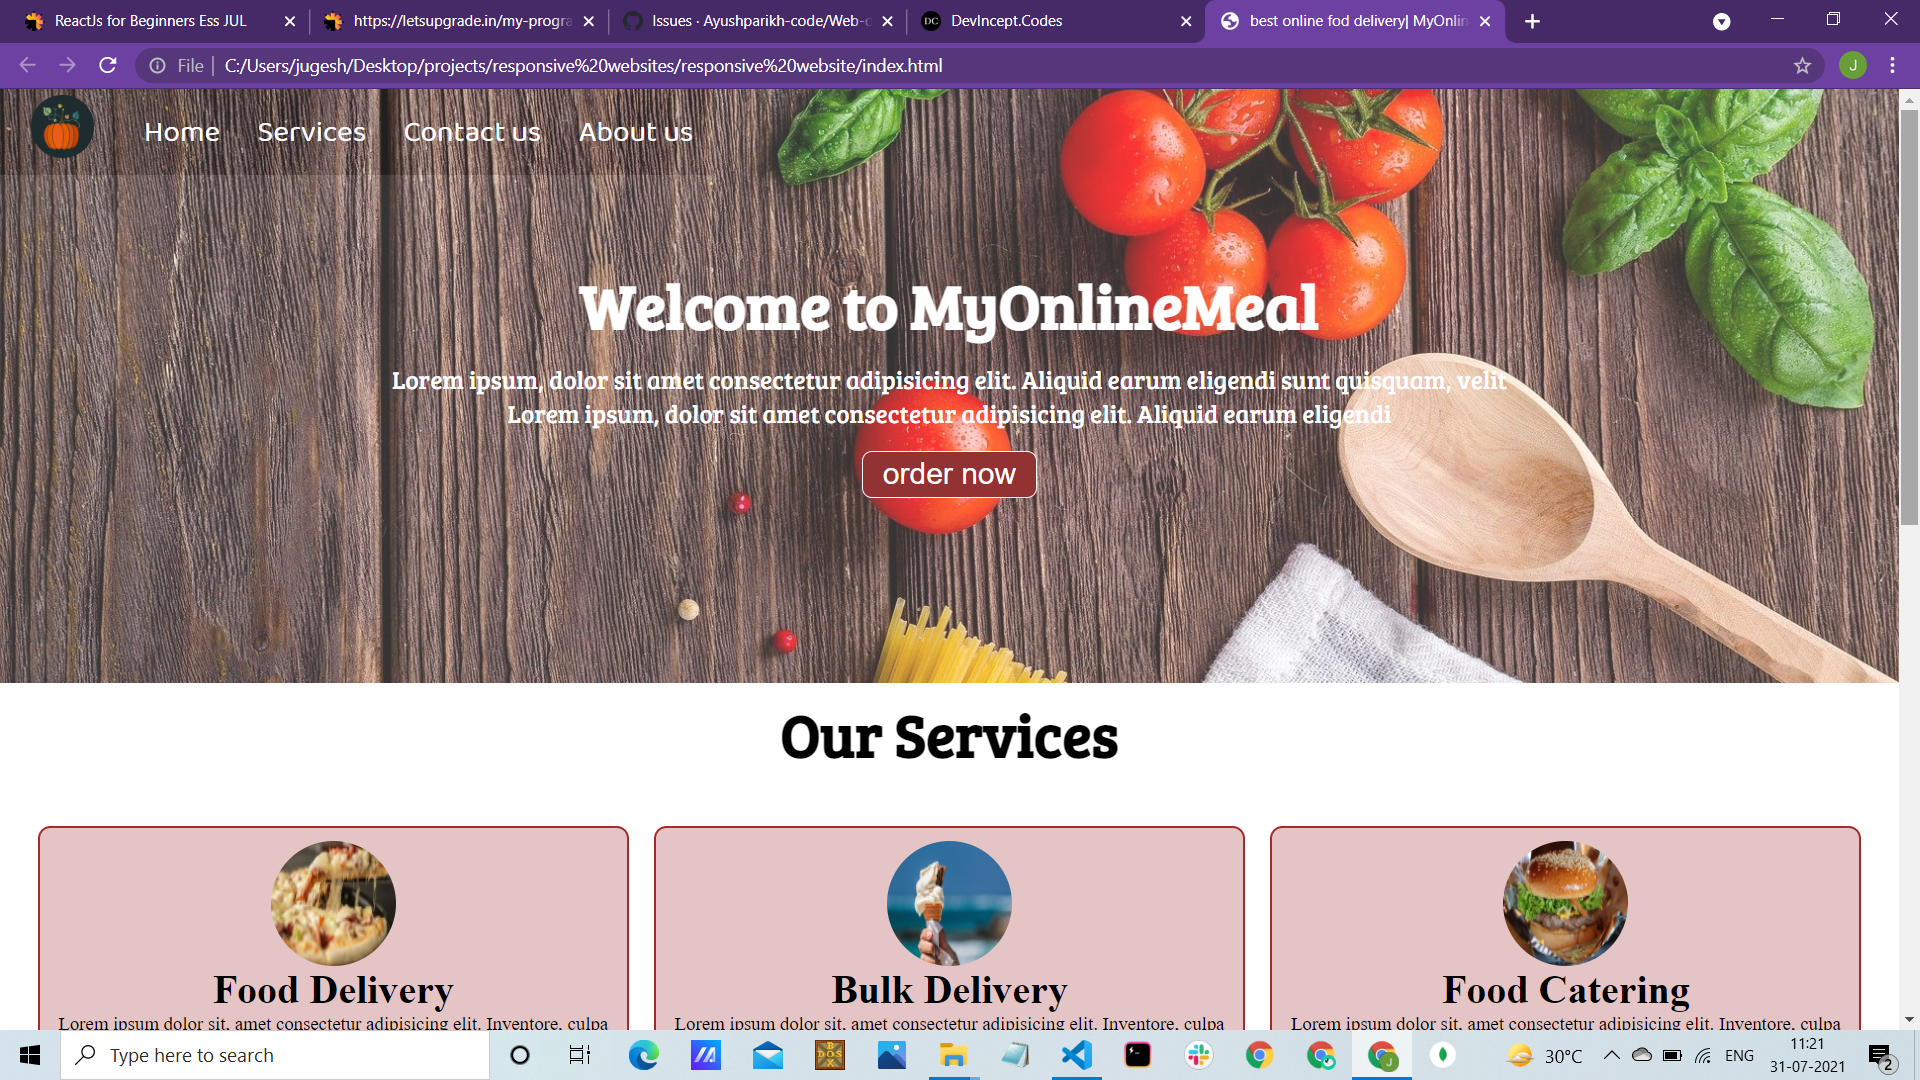 ReactJs for Beginners Ess JUL
https://letsupgrade.in/my-progra
Issues · Ayushparikh-code/Web-d
DevIncept.Codes
best online fod delivery| MyOnlin
File
C:/Users/jugesh/Desktop/projects/responsive%20websites/responsive%20website/index.html
J
Home
Services
Contact us
About us
Welcome to MyOnlineMeal
Lorem ipsum, dolor sit amet consectetur adipisicing elit. Aliquid earum eligendi sunt quisquam, velit
Lorem ipsum, dolor sit amet consectetur adipisicing elit. Aliquid earum eligendi
order now
Our Services
Food Delivery
Lorem ipsum dolor sit, amet consectetur adipisicing elit. Inventore, culpa
Bulk Delivery
Lorem ipsum dolor sit, amet consectetur adipisicing elit. Inventore, culpa
Food Catering
Lorem ipsum dolor sit, amet consectetur adipisicing elit. Inventore, culpa
Type here to search
30°C
ENG
11:21
31-07-2021
2